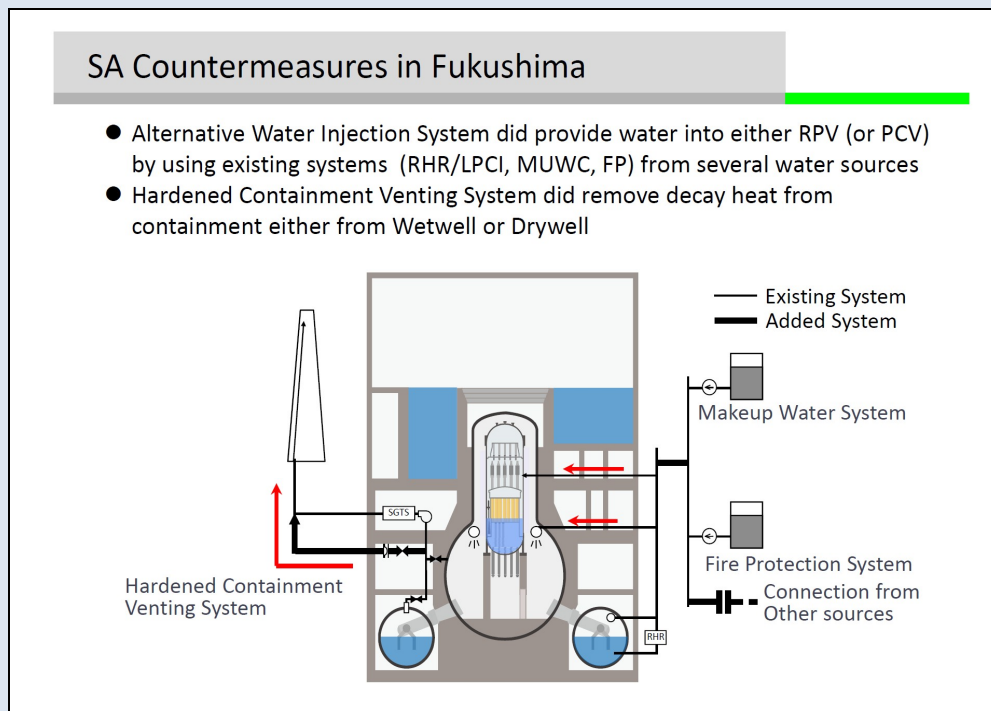 SA Countermeasures in Fukushima
● Alternative Water Injection System did provide water into either RPV (or PCV)
by using existing systems (RHR/LPCI, MUWC, FP) from several water sources
● Hardened Containment Venting System did remove decay heat from
containment either from Wetwell or Drywell
Existing System
Added System
Makeup Water System
SGTS
Fire Protection System
Hardened Containment
Venting System
Connection from
Other sources
RHR